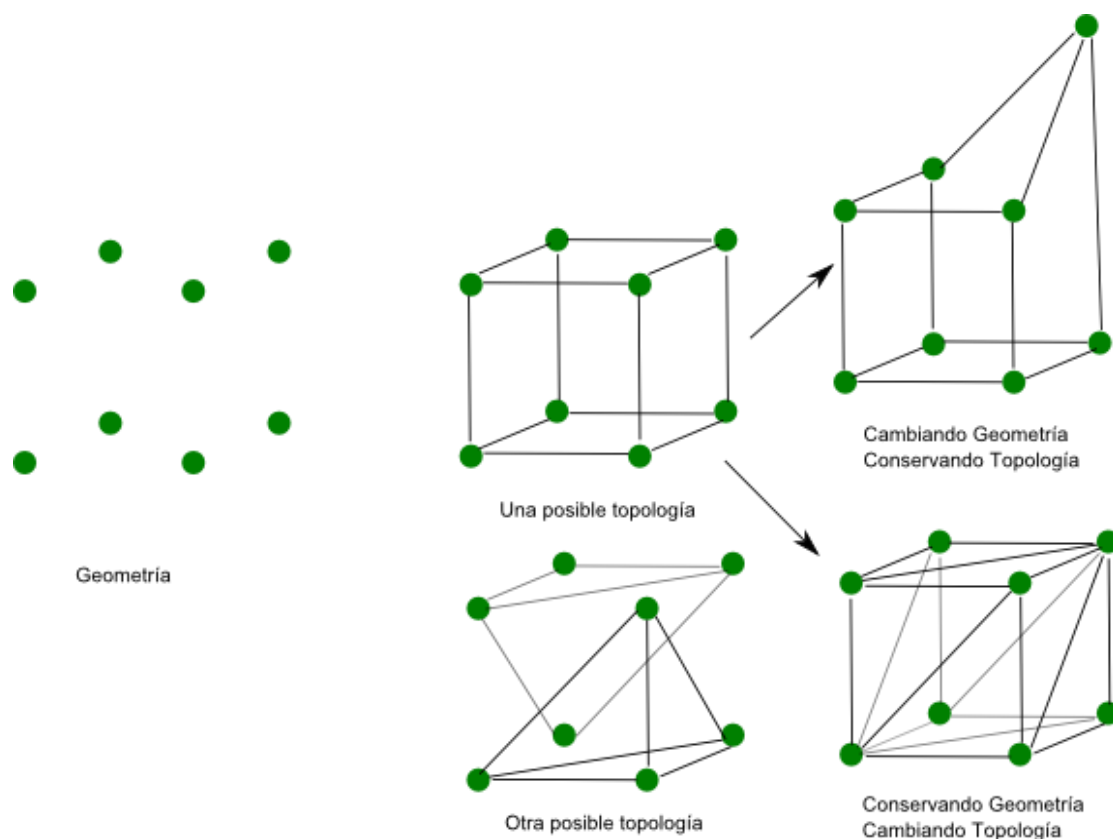 Geometría
Una posible topología
Cambiando Geometría
Conservando Topología
Otra posible topología
Conservando Geometría
Cambiando Topología